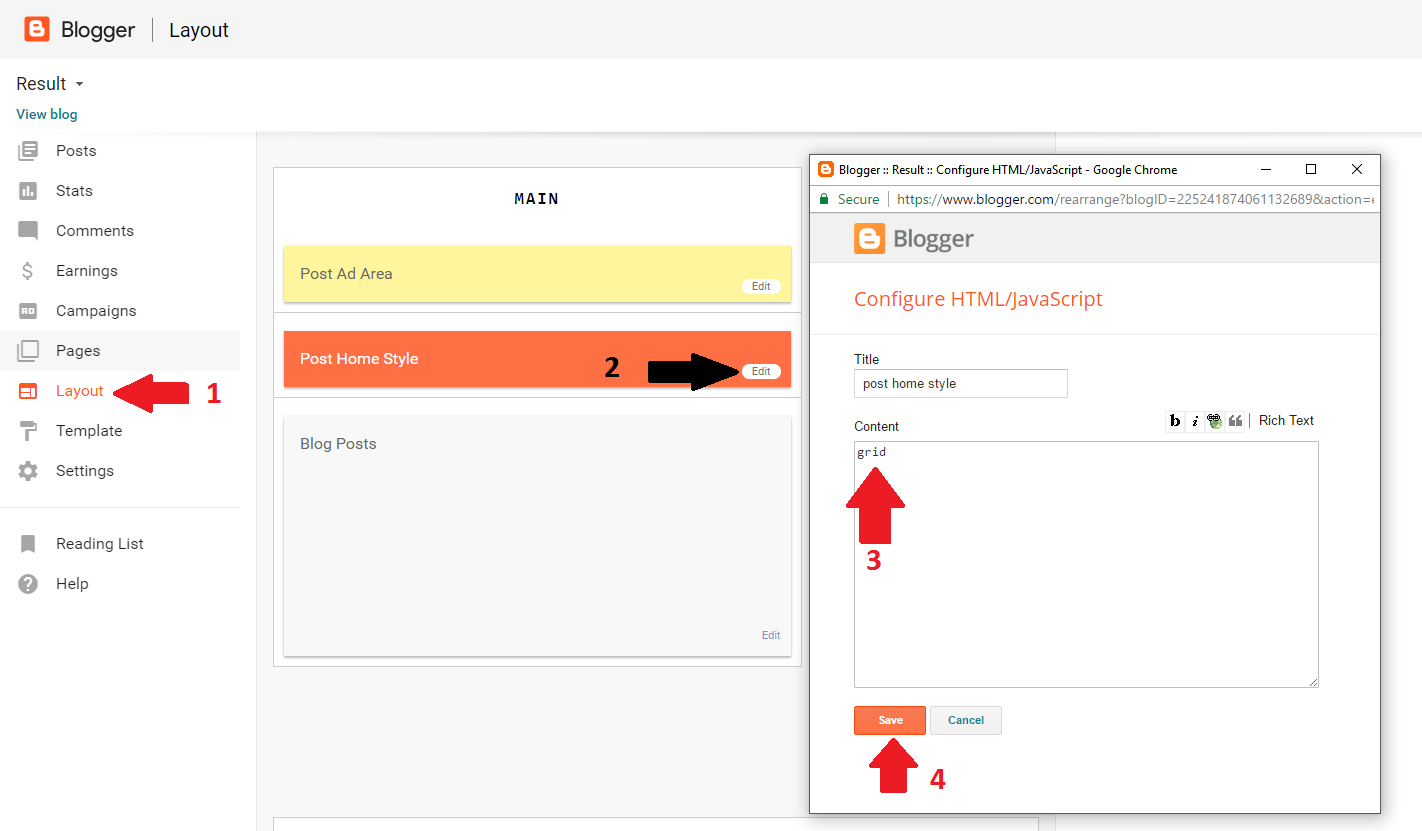 Blogger
Layout
Result
View blog
Posts
Stats
Comments
Earnings
Campaigns
Pages
Layout
1
Template
Settings
Reading List
Help
MAIN
Post Ad Area
Edit
Post Home Style
2
Edit
Blog Posts
Edit
Blogger :: Result :: Configure HTML/JavaScript - Google Chrome
Secure
https://www.blogger.com/rearrange?blogID=225241874061132689&action=e
Blogger
Configure HTML/JavaScript
Title
post home style
Content
b i Rich Text
grid
3
Save Cancel
4